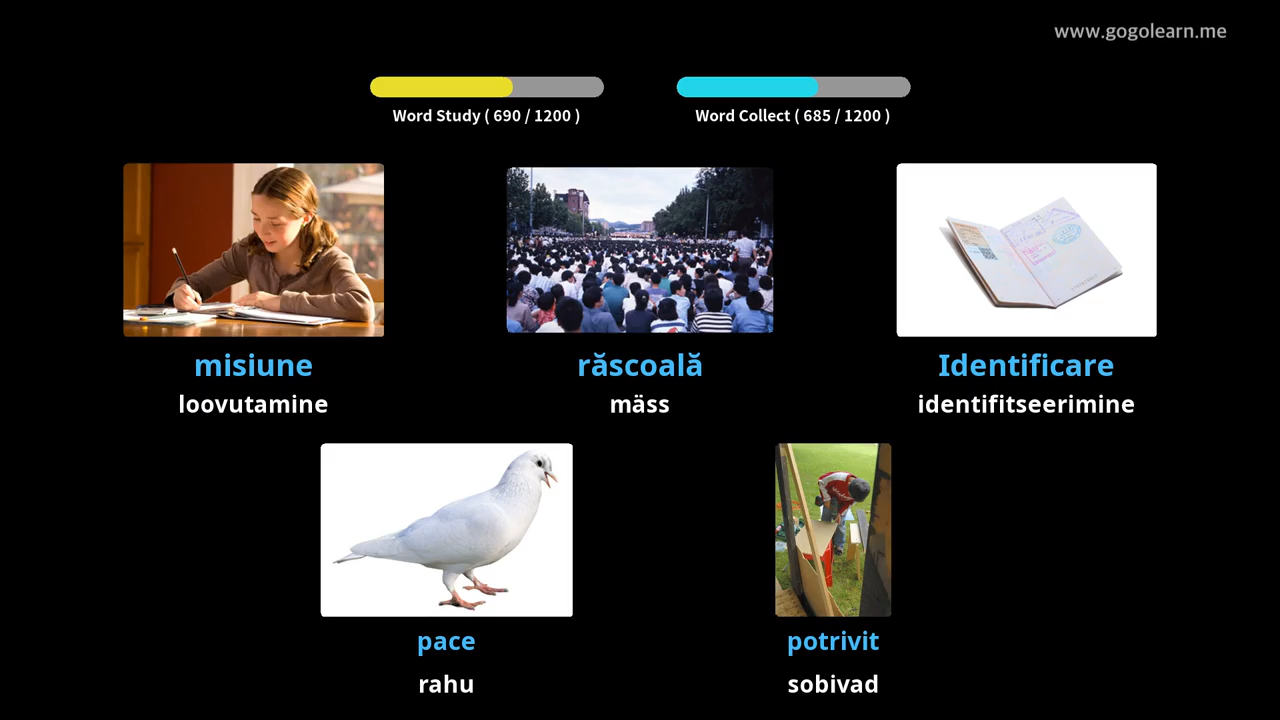 www.gogolearn.me
Word Study ( 690 / 1200 )
Word Collect ( 685 / 1200 )
misiune
loovutamine
răscoală
mäss
Identificare
identifitseerimine
pace
rahu
potrivit
sobivad